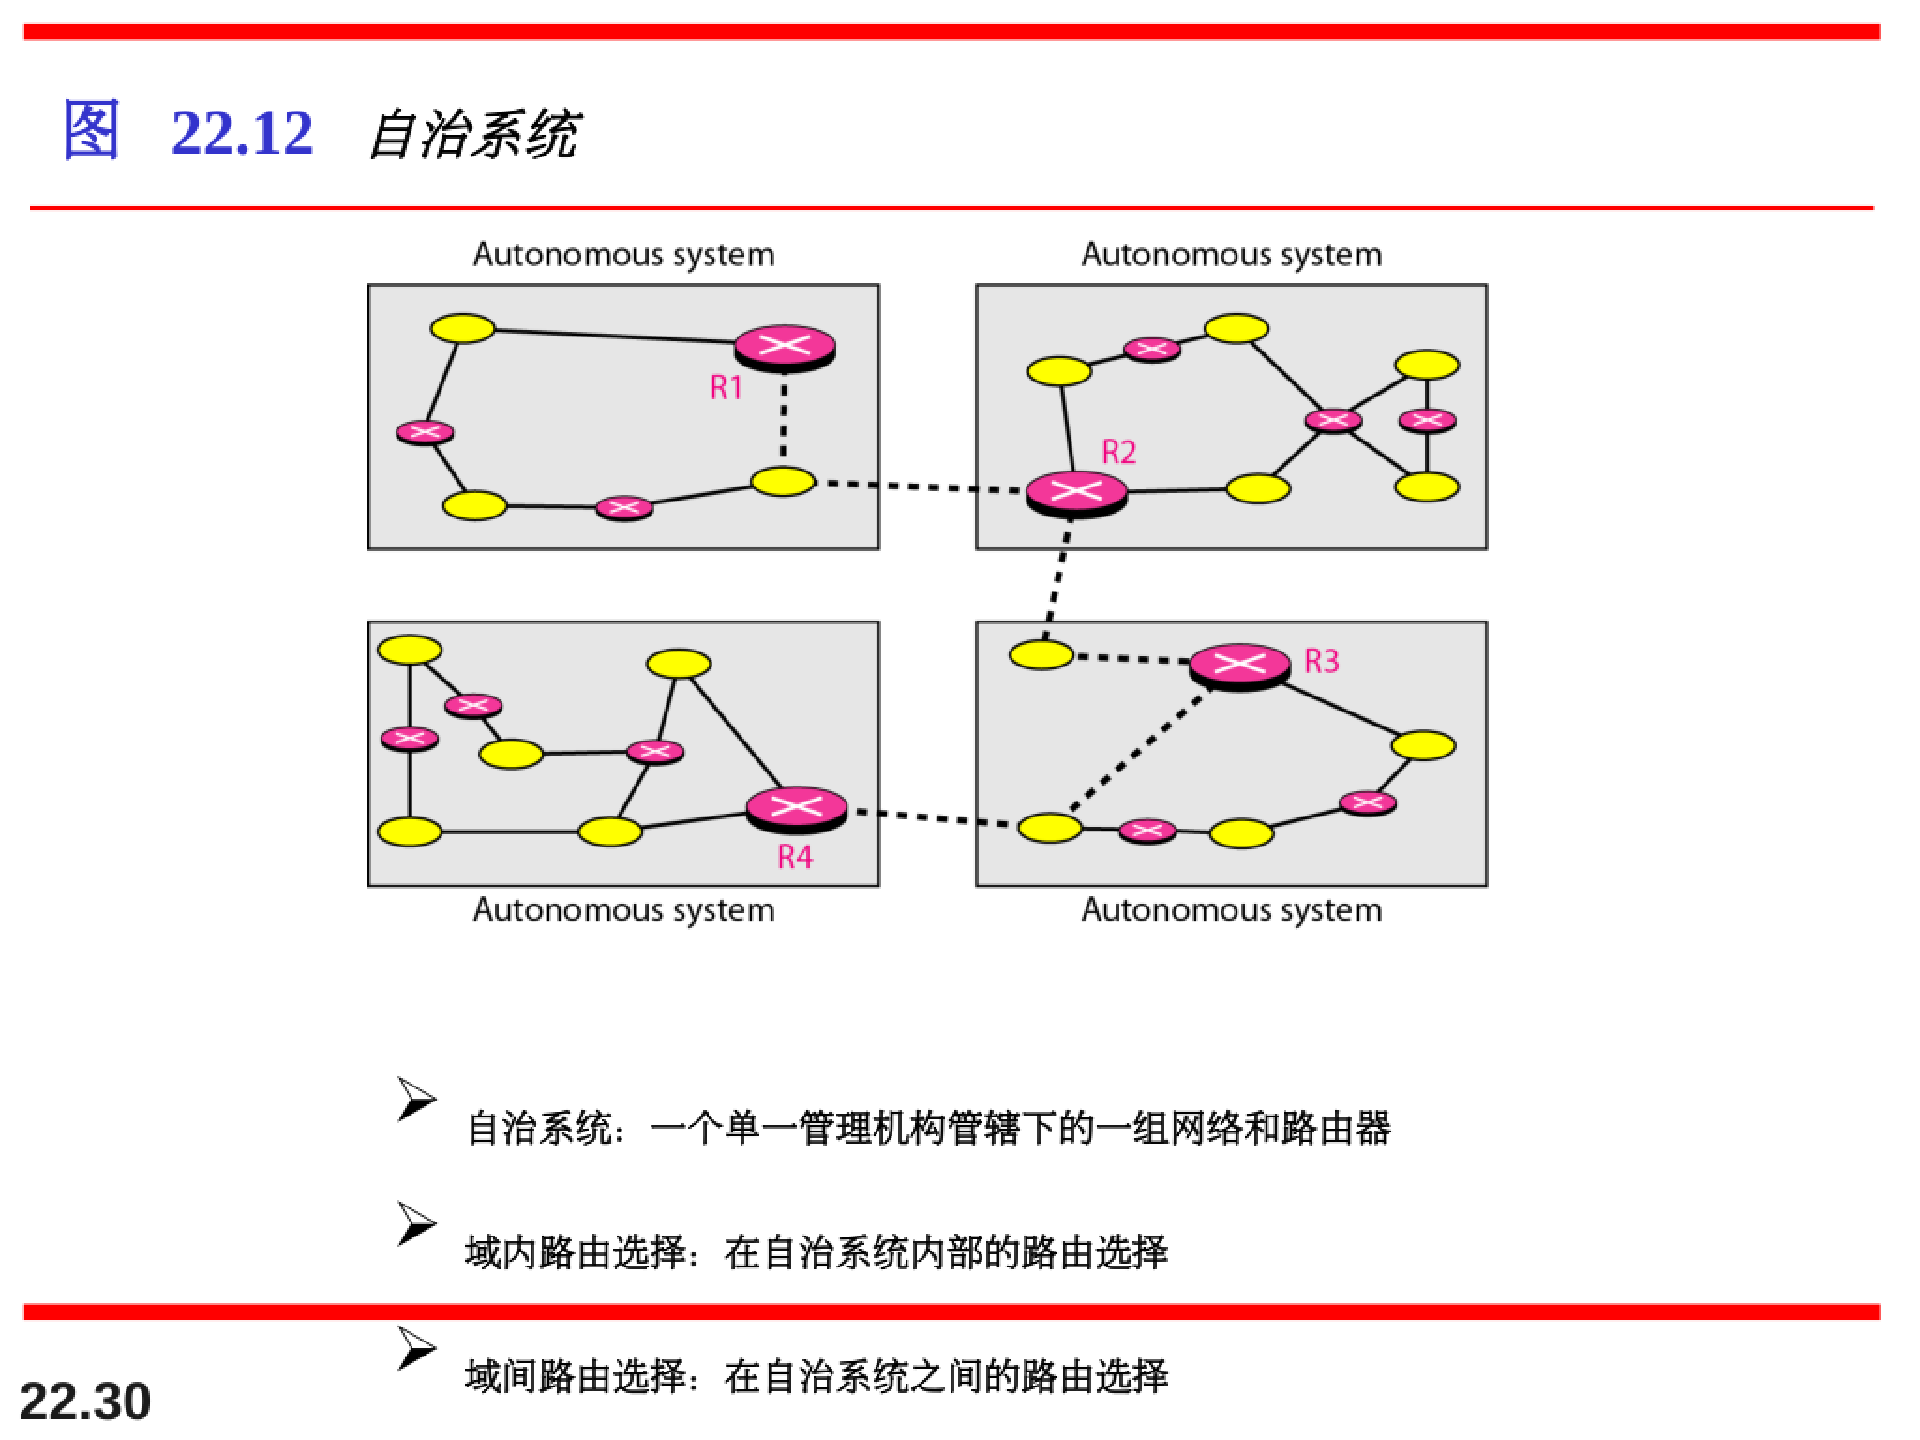 图 22.12 自治系统
Autonomous system Autonomous system
R1
R2
R3
R4
Autonomous system Autonomous system
自治系统：一个单一管理机构管辖下的一组网络和路由器
域内路由选择：在自治系统内部的路由选择
域间路由选择：在自治系统之间的路由选择
22.30